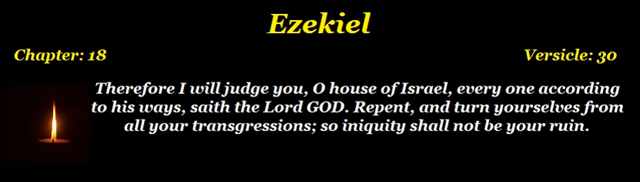 Ezekiel
Chapter: 18 Versicle: 30
Therefore I will judge you, O house of Israel, every one according
to his ways, saith the Lord GOD. Repent, and turn yourselves from
all your transgressions; so iniquity shall not be your ruin.